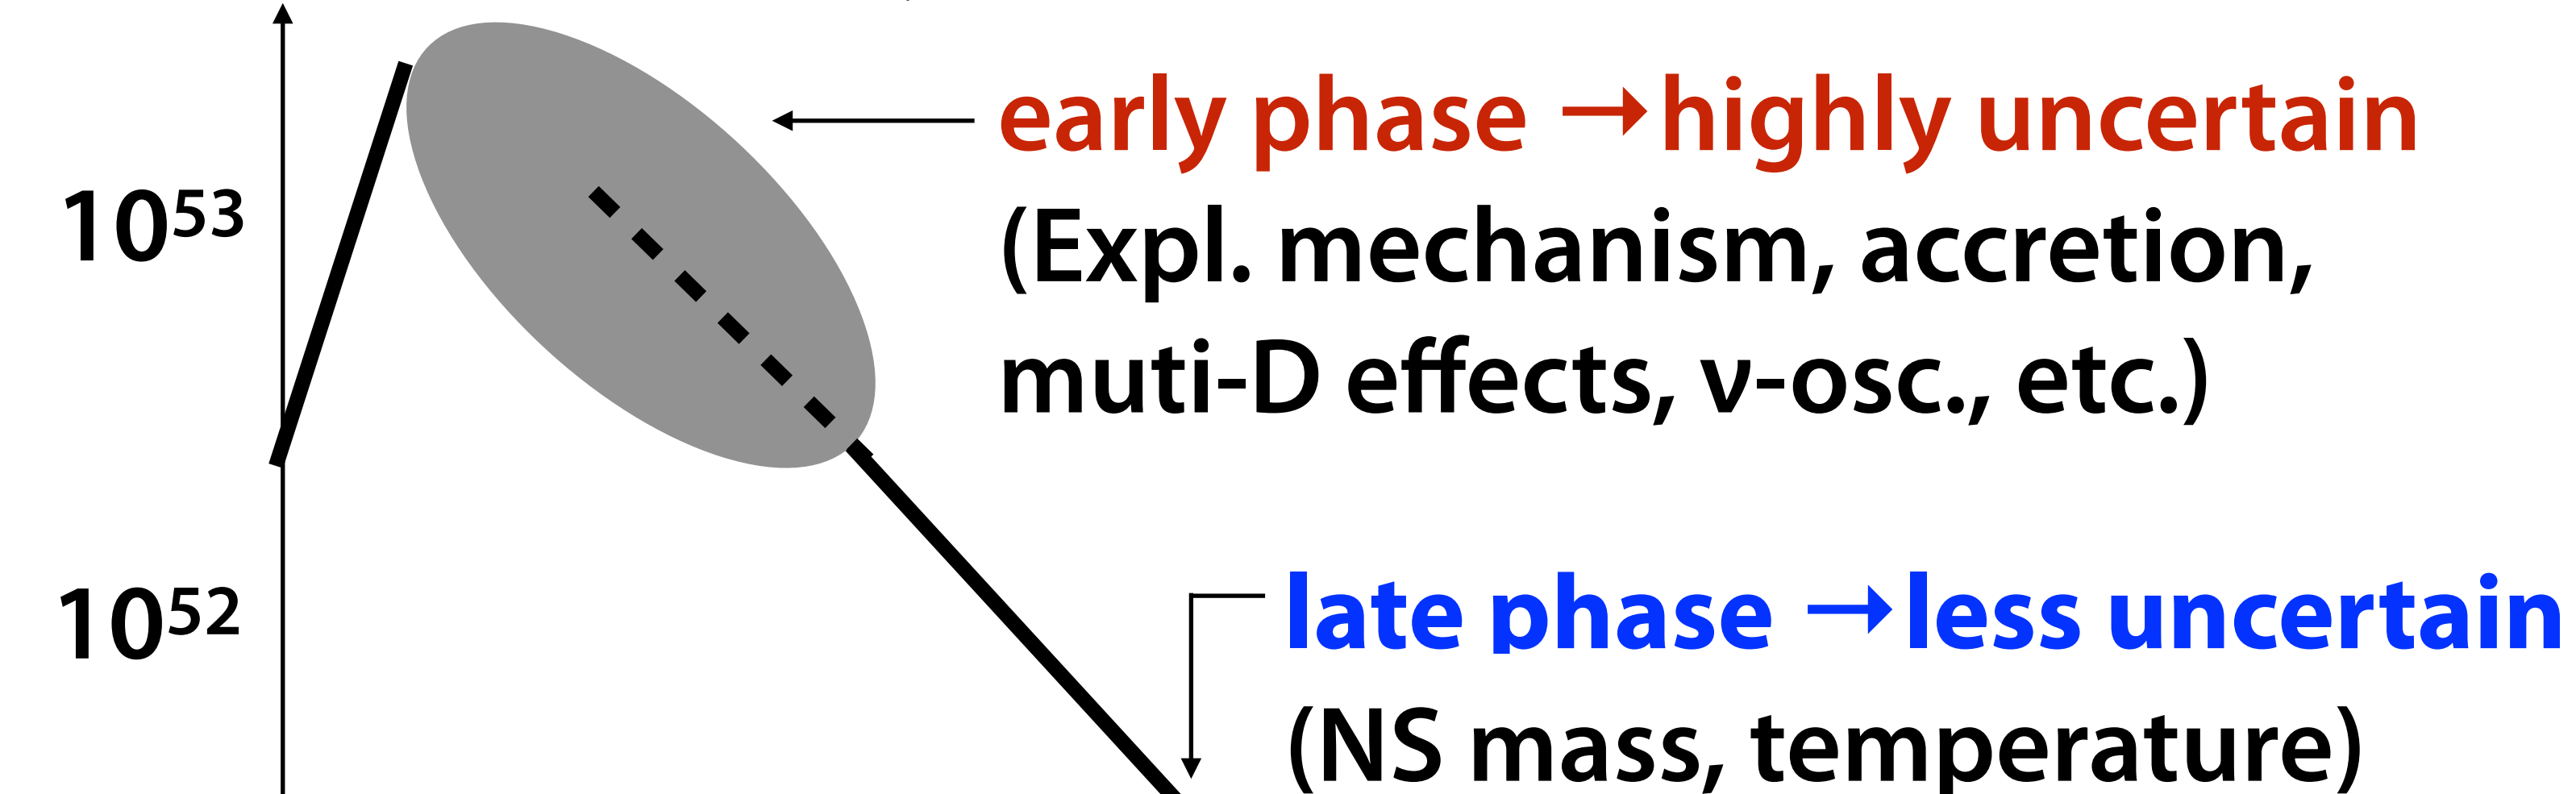 early phase →highly uncertain
10⁵³
(Expl. mechanism, accretion,
muti-D effects, ν-osc., etc.)
10⁵²
late phase →less uncertain
(NS mass, temperature)